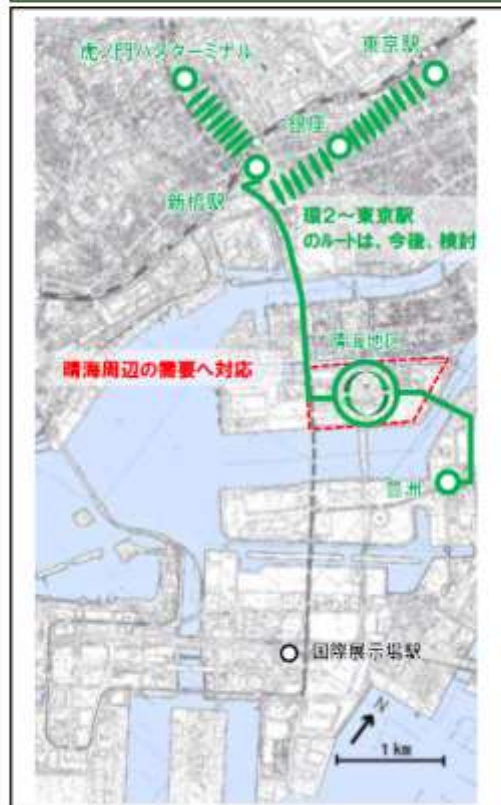 虎ノ門バスターミナル
東京駅
銀座
新橋駅
環2～東京駅
のルートは、今後、検討
晴海地区
晴海周辺の需要へ対応
豊洲
国際展示場駅
N
1 km